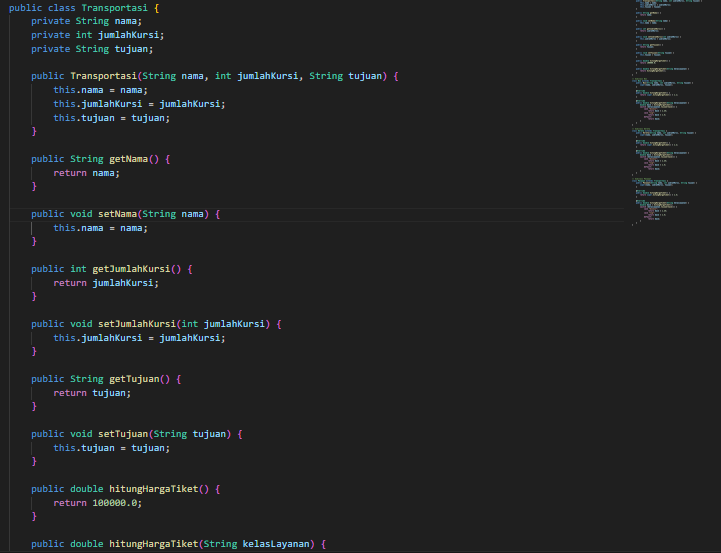 public class Transportasi {
    private String nama;
    private int jumlahKursi;
    private String tujuan;

    public Transportasi(String nama, int jumlahKursi, String tujuan) {
        this.nama = nama;
        this.jumlahKursi = jumlahKursi;
        this.tujuan = tujuan;
    }

    public String getNama() {
        return nama;
    }

    public void setNama(String nama) {
        this.nama = nama;
    }

    public int getJumlahKursi() {
        return jumlahKursi;
    }

    public void setJumlahKursi(int jumlahKursi) {
        this.jumlahKursi = jumlahKursi;
    }

    public String getTujuan() {
        return tujuan;
    }

    public void setTujuan(String tujuan) {
        this.tujuan = tujuan;
    }

    public double hitungHargaTiket() {
        return 100000.0;
    }

    public double hitungHargaTiket(String kelasLayanan) {